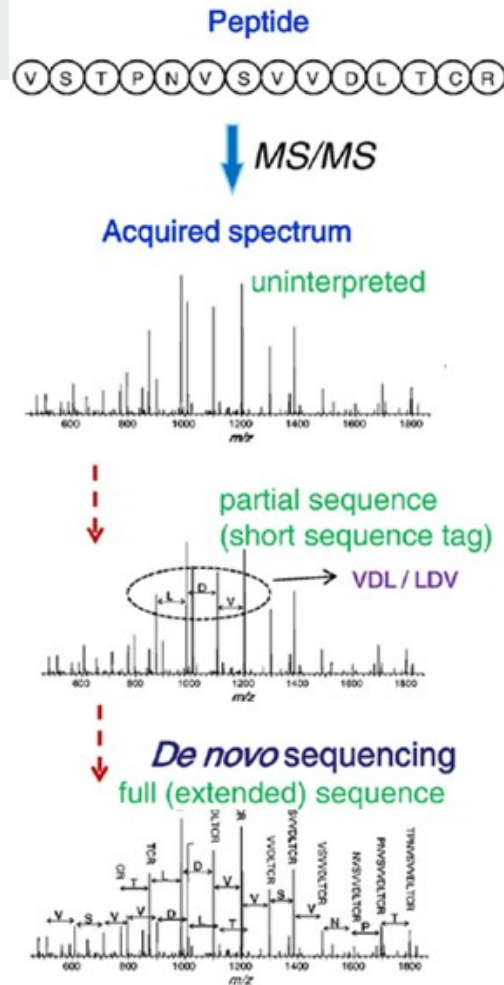 Peptide
V S T P N V S V V D L T C R
MS/MS
Acquired spectrum
uninterpreted
600 800 1000 1200 1400 1600 1800
m/z
partial sequence
(short sequence tag)
VDL / LDV
L D V
600 800 1000 1200 1400 1600 1800
m/z
De novo sequencing
full (extended) sequence
CR TCR DLTCR VVDLTCR SVVDLTCR VSVVDLTCR NVSVVDLTCR PNVSVVDLTCR TPNVSVVDLTCR
T L D V V S V N P T
V S V V D L T
600 800 1000 1200 1400 1600 1800
m/z